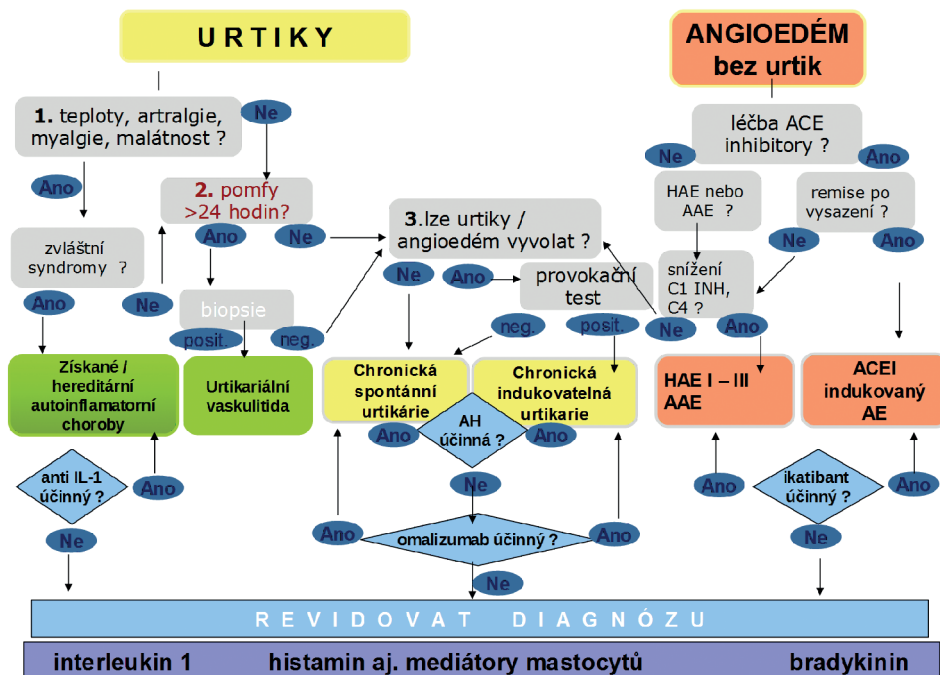 URTIKY
ANGIOEDÉM
bez urtik
1. teploty, artralgie,
myalgie, malátnost ?
Ne
léčba ACE
inhibitory ?
Ne
Ano
Ano
2. pomfy
>24 hodin?
HAE nebo
AAE ?
remise po
vysazení ?
3.lze urtiky /
angioedém vyvolat ?
Ano
Ne
Ne
Ano
zvláštní
syndromy ?
Ne
Ano
provokační
test
snížení
C1 INH,
C4 ?
Ano
Ne
biopsie
posit.
neg.
neg.
posit.
Ne
Ano
Získané /
hereditární
autoinflamatorní
choroby
Urtikariální
vaskulitida
Chronická
spontánní
urtikárie
Chronická
indukovatelná
urtikarie
HAE I – III
AAE
ACEI
indukovaný
AE
Ano
AH
účinná ?
Ano
anti IL-1
účinný ?
Ano
Ne
Ano
ikatibant
účinný ?
Ano
Ne
Ano
omalizumab účinný ?
Ano
Ne
Ne
REVIDOVAT DIAGNÓZU
interleukin 1
histamin aj. mediátory mastocytů
bradykinin